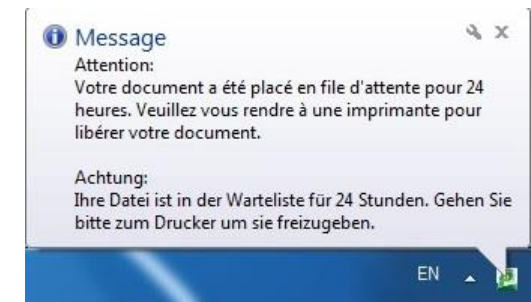 Message
Attention:
Votre document a été placé en file d'attente pour 24
heures. Veuillez vous rendre à une imprimante pour
libérer votre document.
Achtung:
Ihre Datei ist in der Warteliste für 24 Stunden. Gehen Sie
bitte zum Drucker um sie freizugeben.
EN